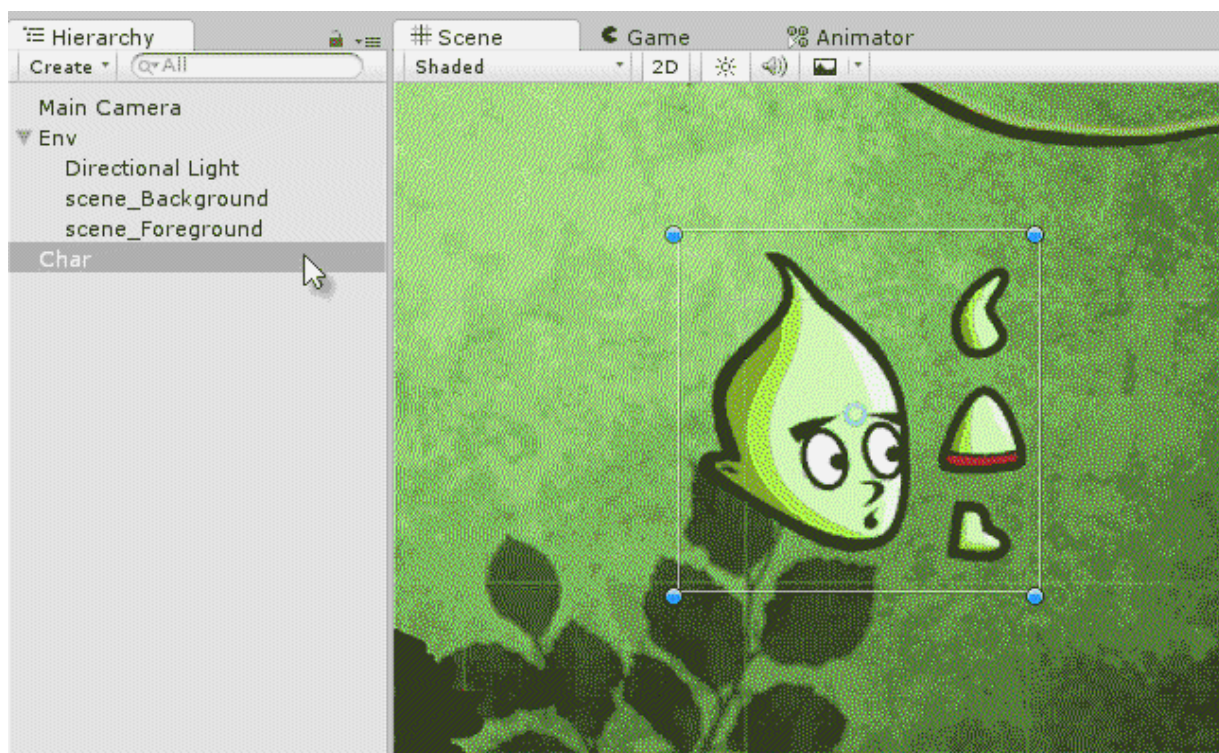 Hierarchy
Create All
Main Camera
Env
Directional Light
scene_Background
scene_Foreground
Char
Scene Game Animator
Shaded 2D